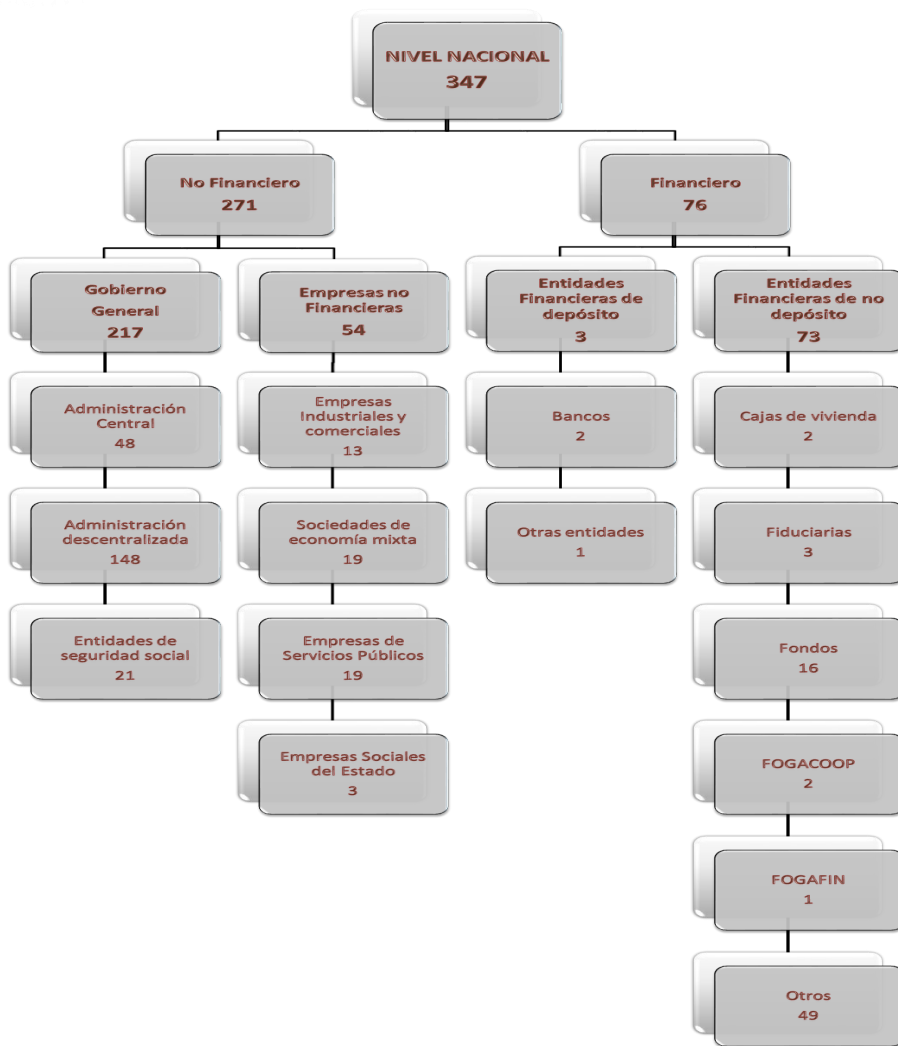 NIVEL NACIONAL
347
No Financiero
271
Financiero
76
Gobierno
General
217
Empresas no
Financieras
54
Entidades
Financieras de
depósito
3
Entidades
Financieras de no
depósito
73
Administración
Central
48
Empresas
Industriales y
comerciales
13
Bancos
2
Cajas de vivienda
2
Administración
descentralizada
148
Sociedades de
economía mixta
19
Otras entidades
1
Fiduciarias
3
Entidades de
seguridad social
21
Empresas de
Servicios Públicos
19
Fondos
16
Empresas Sociales
del Estado
3
FOGACOOP
2
FOGAFIN
1
Otros
49